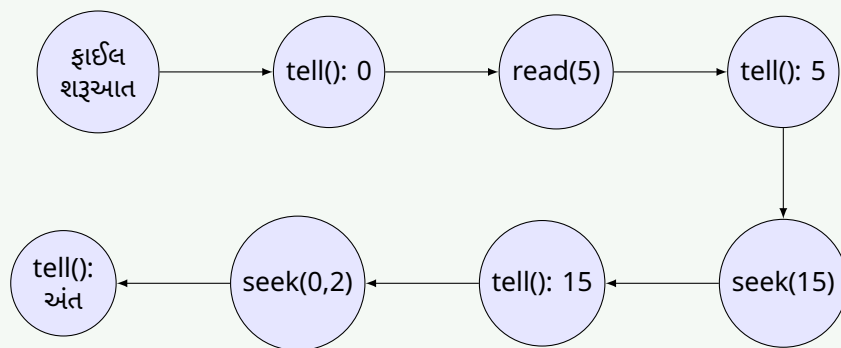 ફાઈલ
શરૂઆત
tell(): 0
read(5)
tell(): 5
seek(15)
tell(): 15
seek(0,2)
tell():
અંત